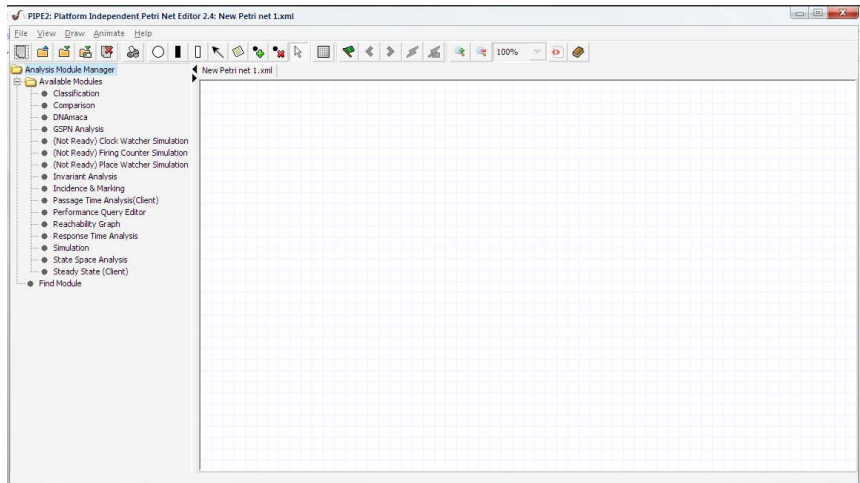 PIPE2: Platform Independent Petri Net Editor 2.4: New Petri net 1.xml
File View Draw Animate Help
100%
Analysis Module Manager
New Petri net 1.xml
Available Modules
Classification
Comparison
DNAmaca
GSPN Analysis
(Not Ready) Clock Watcher Simulation
(Not Ready) Firing Counter Simulation
(Not Ready) Place Watcher Simulation
Invariant Analysis
Incidence & Marking
Passage Time Analysis(Client)
Performance Query Editor
Reachability Graph
Response Time Analysis
Simulation
State Space Analysis
Steady State (Client)
Find Module